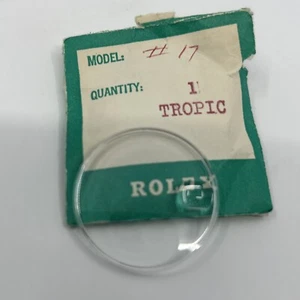 MODEL: # 17
QUANTITY: 1
TROPIC
ROLEX